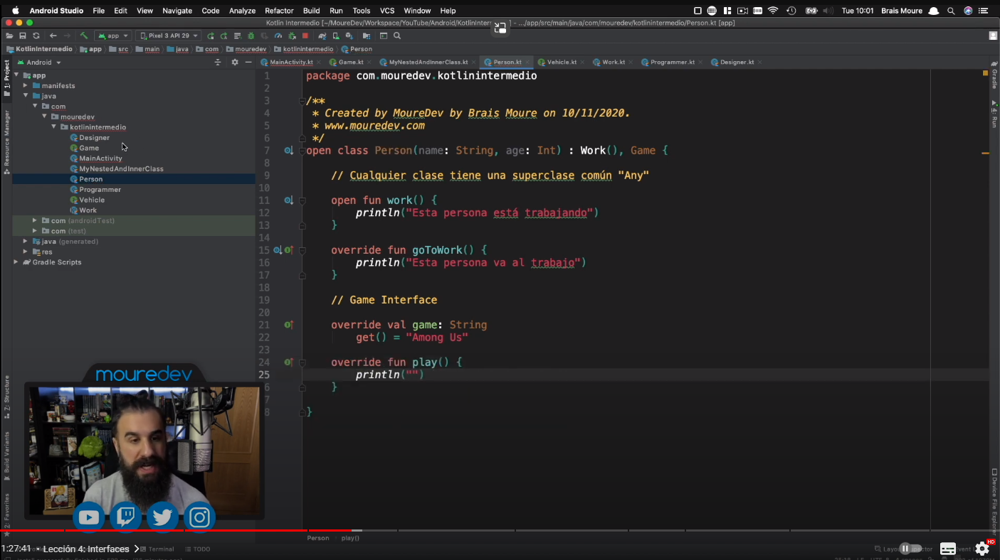 Android Studio File Edit View Navigate Code Analyze Refactor Build Run Tools VCS Window Help Tue 10:01 Brais Moure
Kotlin Intermedio [~/MoureDev/Workspace/YouTube/Android/KotlinInterm ] - .../app/src/main/java/com/mouredev/kotlinintermedio/Person.kt [app]
app Pixel 3 API 29
KotlinIntermedio app src main java com mouredev kotlinintermedio Person
Android
MainActivity.kt Game.kt MyNestedAndInnerClass.kt Person.kt Vehicle.kt Work.kt Programmer.kt Designer.kt
1: Project
Resource Manager
Z: Structure
Build Variants
2: Favorites
app
manifests
java
com
mouredev
kotlinintermedio
Designer
Game
MainActivity
MyNestedAndInnerClass
Person
Programmer
Vehicle
Work
com (androidTest)
com (test)
java (generated)
res
Gradle Scripts
1 package com.mouredev.kotlinintermedio
2
3 /**
4 * Created by MoureDev by Brais Moure on 10/11/2020.
5 * www.mouredev.com
6 */
7 open class Person(name: String, age: Int) : Work(), Game {
8
9 // Cualquier clase tiene una superclase común "Any"
10
11 open fun work() {
12 println("Esta persona está trabajando")
13 }
14
15 override fun goToWork() {
16 println("Esta persona va al trabajo")
17 }
18
19 // Game Interface
20
21 override val game: String
22 get() = "Among Us"
23
24 override fun play() {
25 println("")
6 }
7
8 }
Gradle
4: Run
Device File Explorer
mouredev
Person play()
1:27:41 • Lección 4: Interfaces
Terminal TODO
HD